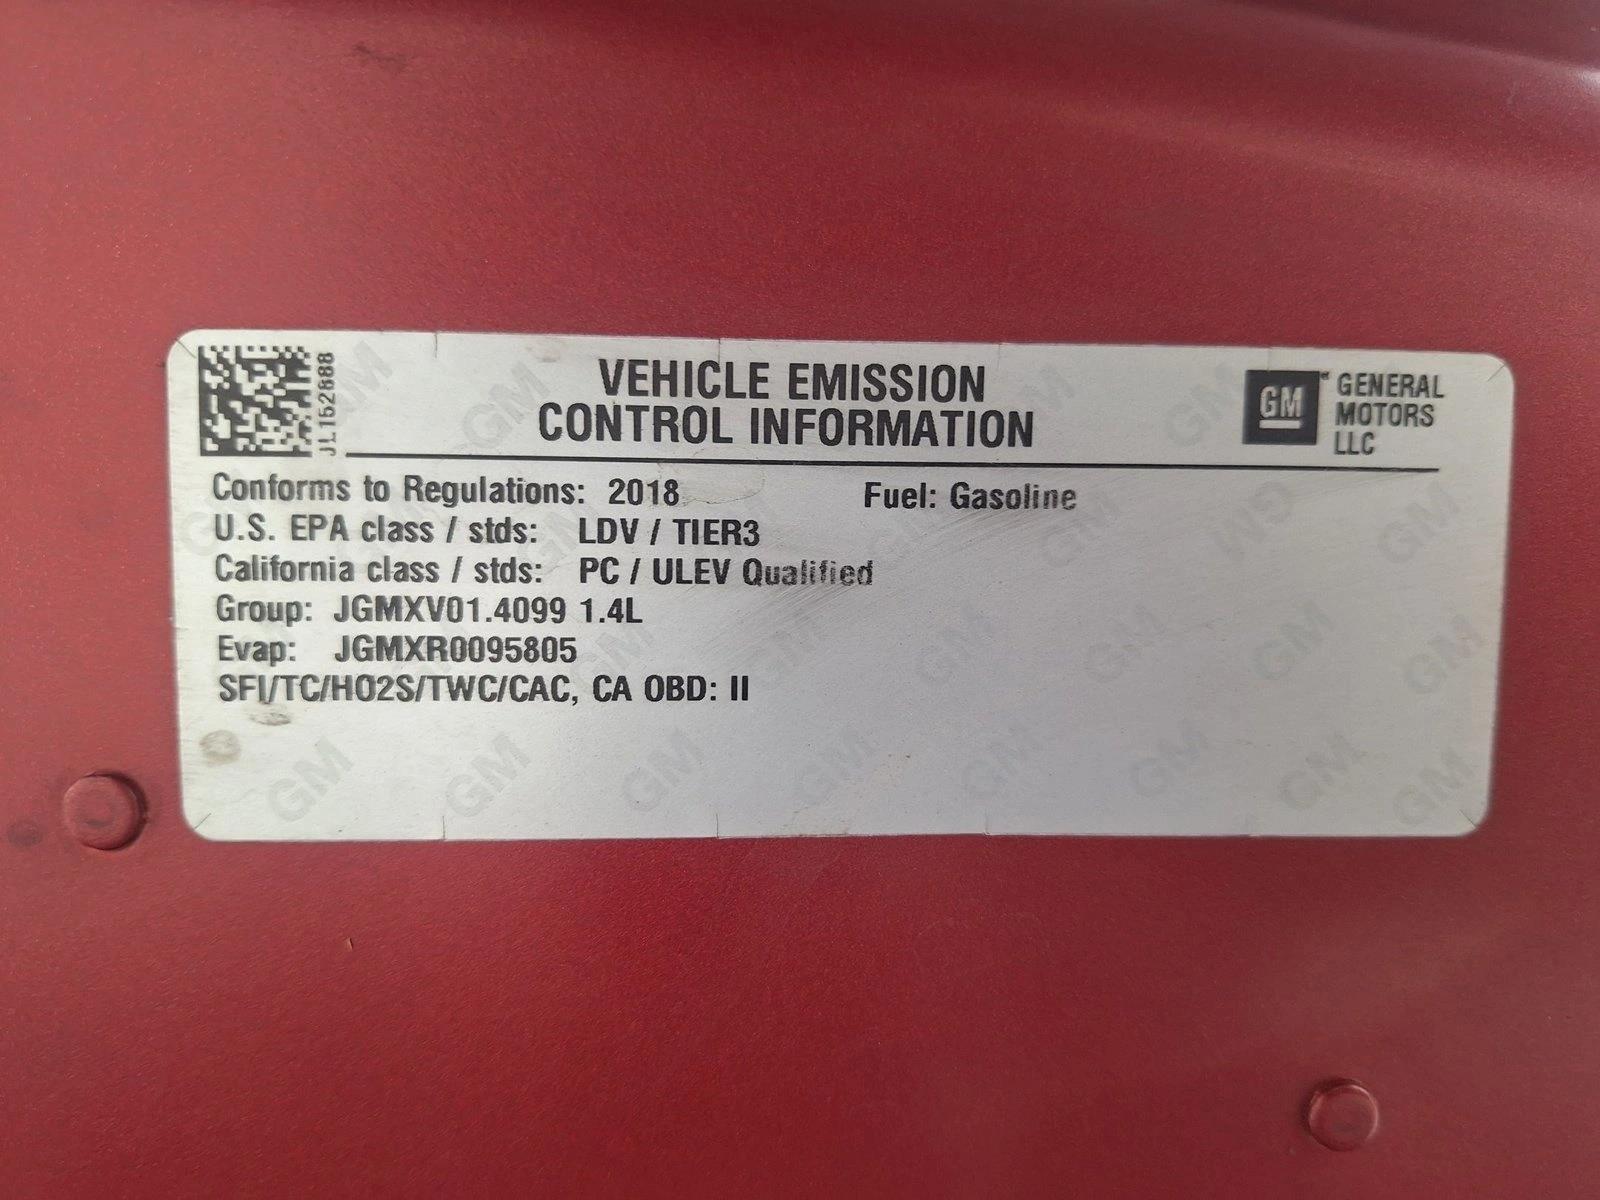 JL152688
VEHICLE EMISSION
CONTROL INFORMATION
GM
GENERAL
MOTORS
LLC
Conforms to Regulations: 2018 Fuel: Gasoline
U.S. EPA class / stds: LDV / TIER3
California class / stds: PC / ULEV Qualified
Group: JGMXV01.4099 1.4L
Evap: JGMXR0095805
SFI/TC/HO2S/TWC/CAC, CA OBD: II